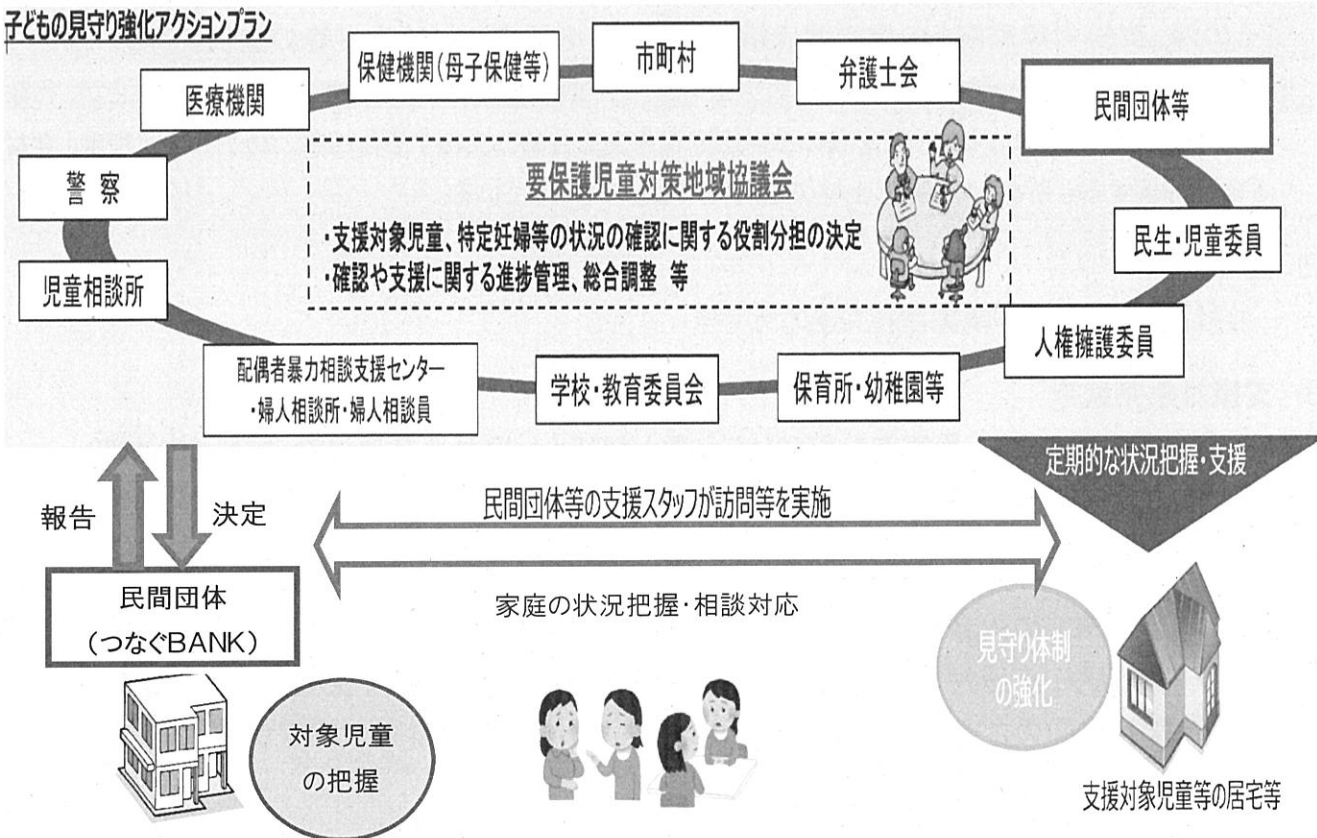 子どもの見守り強化アクションプラン
保健機関(母子保健等)
市町村
弁護士会
医療機関
民間団体等
警察
要保護児童対策地域協議会
・支援対象児童、特定妊婦等の状況の確認に関する役割分担の決定
・確認や支援に関する進捗管理、総合調整 等
民生・児童委員
児童相談所
人権擁護委員
配偶者暴力相談支援センター
・婦人相談所・婦人相談員
学校・教育委員会
保育所・幼稚園等
定期的な状況把握・支援
報告
決定
民間団体等の支援スタッフが訪問等を実施
民間団体
(つなぐBANK)
家庭の状況把握・相談対応
見守り体制
の強化
対象児童
の把握
支援対象児童等の居宅等